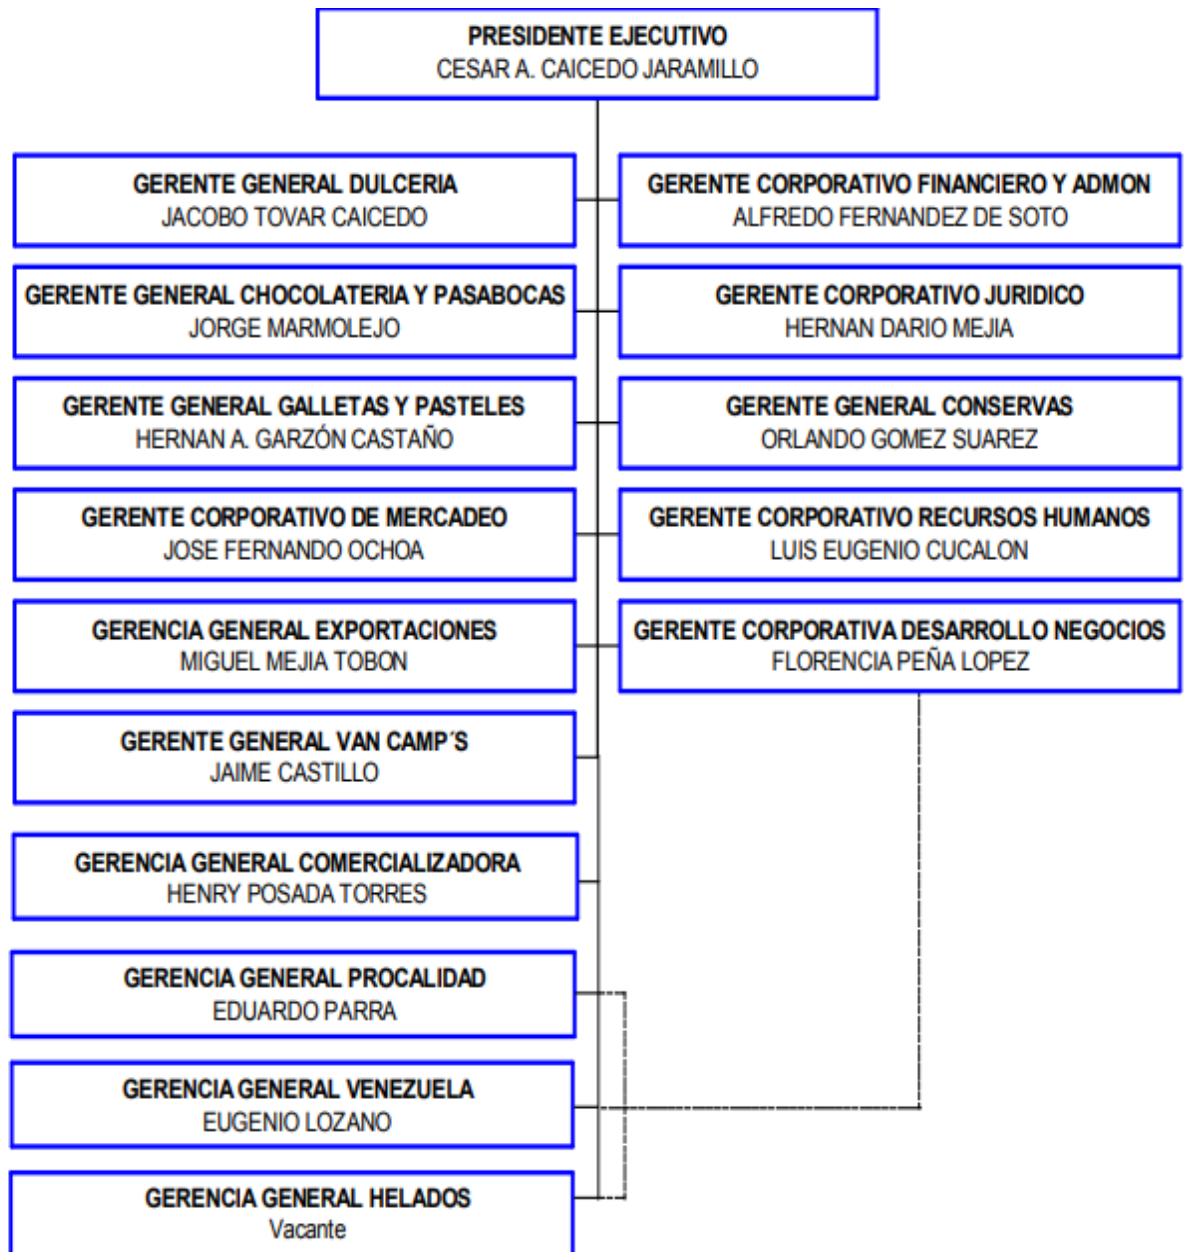 PRESIDENTE EJECUTIVO
CESAR A. CAICEDO JARAMILLO
GERENTE GENERAL DULCERIA
JACOBO TOVAR CAICEDO
GERENTE CORPORATIVO FINANCIERO Y ADMON
ALFREDO FERNANDEZ DE SOTO
GERENTE GENERAL CHOCOLATERIA Y PASABOCAS
JORGE MARMOLEJO
GERENTE CORPORATIVO JURIDICO
HERNAN DARIO MEJIA
GERENTE GENERAL GALLETAS Y PASTELES
HERNAN A. GARZÓN CASTAÑO
GERENTE GENERAL CONSERVAS
ORLANDO GOMEZ SUAREZ
GERENTE CORPORATIVO DE MERCADEO
JOSE FERNANDO OCHOA
GERENTE CORPORATIVO RECURSOS HUMANOS
LUIS EUGENIO CUCALON
GERENCIA GENERAL EXPORTACIONES
MIGUEL MEJIA TOBON
GERENTE CORPORATIVA DESARROLLO NEGOCIOS
FLORENCIA PEÑA LOPEZ
GERENTE GENERAL VAN CAMP´S
JAIME CASTILLO
GERENCIA GENERAL COMERCIALIZADORA
HENRY POSADA TORRES
GERENCIA GENERAL PROCALIDAD
EDUARDO PARRA
GERENCIA GENERAL VENEZUELA
EUGENIO LOZANO
GERENCIA GENERAL HELADOS
Vacante